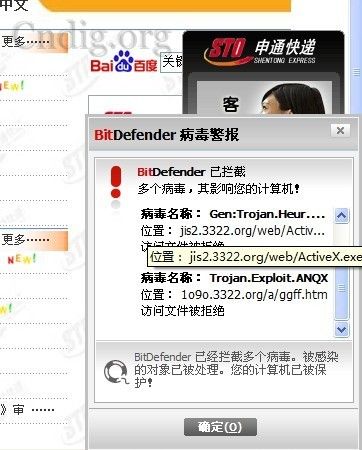 中文
Cndig.org
更多……
NEW!
Bai 百度 关键
STO 申通快递
SHENTONG EXPRESS
客
BitDefender 病毒警报
BitDefender 已拦截
多个病毒，其影响您的计算机！
病毒名称： Gen:Trojan.Heur....
位置： jis2.3322.org/web/Activ...
访问文件被拒绝
更多……
NEW!
位置： jis2.3322.org/web/ActiveX.exe
病毒名称： Trojan.Exploit.ANQX
位置： 1o9o.3322.org/a/ggff.htm
访问文件被拒绝
NEW!
BitDefender 已经拦截多个病毒。被感染
的对象已被处理。您的计算机已被保
护！
》审 ……
确定(O)